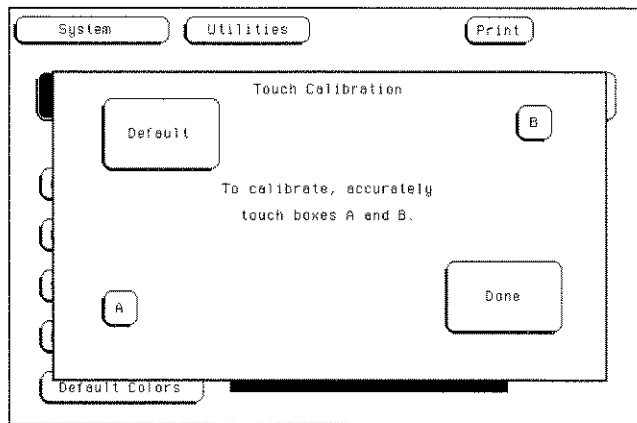 System Utilities Print
Touch Calibration
Default B
To calibrate, accurately
touch boxes A and B.
A Done
Default Colors